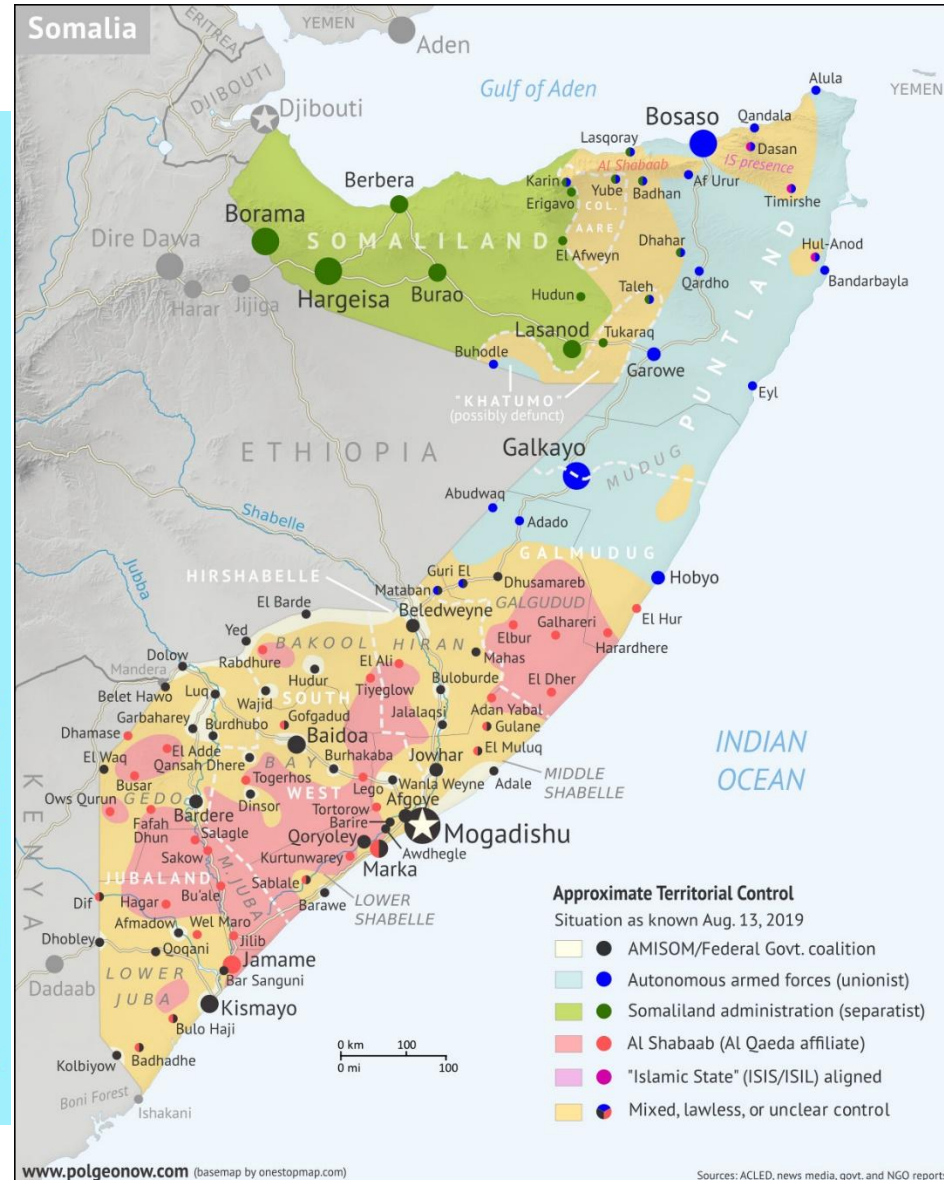 Somalia
YEMEN
ERITREA
Aden
DJIBOUTI
Djibouti
Gulf of Aden
Alula
YEMEN
Bosaso
Qandala
Lasqoray
Dasan
Al Shabaab
IS presence
Karin
Yube
Badhan
Af Urur
Timirshe
Erigavo
COL.
AARE
Berbera
Borama
SOMALILAND
Dire Dawa
El Afweyn
Dhahar
Hul-Anod
Qardho
Bandarbayla
Harar
Jijiga
Hargeisa
Burao
Hudun
Taleh
PUNTLAND
Lasanod
Tukaraq
Buhodle
Garowe
"KHATUMO"
(possibly defunct)
Eyl
ETHIOPIA
Galkayo
MUDUG
Abudwaq
Adado
Shabelle
Jubba
GALMUDUG
HIRSHABELLE
Guri El
Dhusamareb
Hobyo
Mataban
El Barde
Beledweyne
GALGUDUD
El Hur
Yed
BAKOOL
HIRAN
Elbur
Galhareri
Harardhere
Dolow
Rabdhure
El Ali
Mahas
Mandera
Hudur
Tiyeglow
Buloburde
El Dher
Belet Hawo
Luq
Wajid
SOUTH
Garbaharey
Burdhubo
Gofgadud
Jalalaqsi
Adan Yabal
Gulane
Dhamase
El Adde
Baidoa
El Muluq
El Waq
Qansah Dhere
BAY
Burhakaba
Jowhar
INDIAN
OCEAN
Busar
Togerhos
Lego
Wanla Weyne
Adale
MIDDLE
SHABELLE
Ows Qurun
GEDO
Dinsor
WEST
Afgoye
Bardere
Tortorow
Fafah
Dhun
Salagle
Barire
Mogadishu
Qoryoley
Awdhegle
Sakow
Kurtunwarey
Marka
JUBALAND
M. JUBA
Sablale
KENYA
Dif
Hagar
Bu'ale
Barawe
LOWER
SHABELLE
Afmadow
Wel Maro
Dhobley
Qoqani
Jilib
Jamame
Dadaab
LOWER
JUBA
Bar Sanguni
Kismayo
Bulo Haji
Kolbiyow
Badhadhe
Boni Forest
Ishakani
0 km 100
0 mi 100
Approximate Territorial Control
Situation as known Aug. 13, 2019
AMISOM/Federal Govt. coalition
Autonomous armed forces (unionist)
Somaliland administration (separatist)
Al Shabaab (Al Qaeda affiliate)
"Islamic State" (ISIS/ISIL) aligned
Mixed, lawless, or unclear control
www.polgeonow.com (basemap by onestopmap.com)
Sources: ACLED, news media, govt. and NGO reports